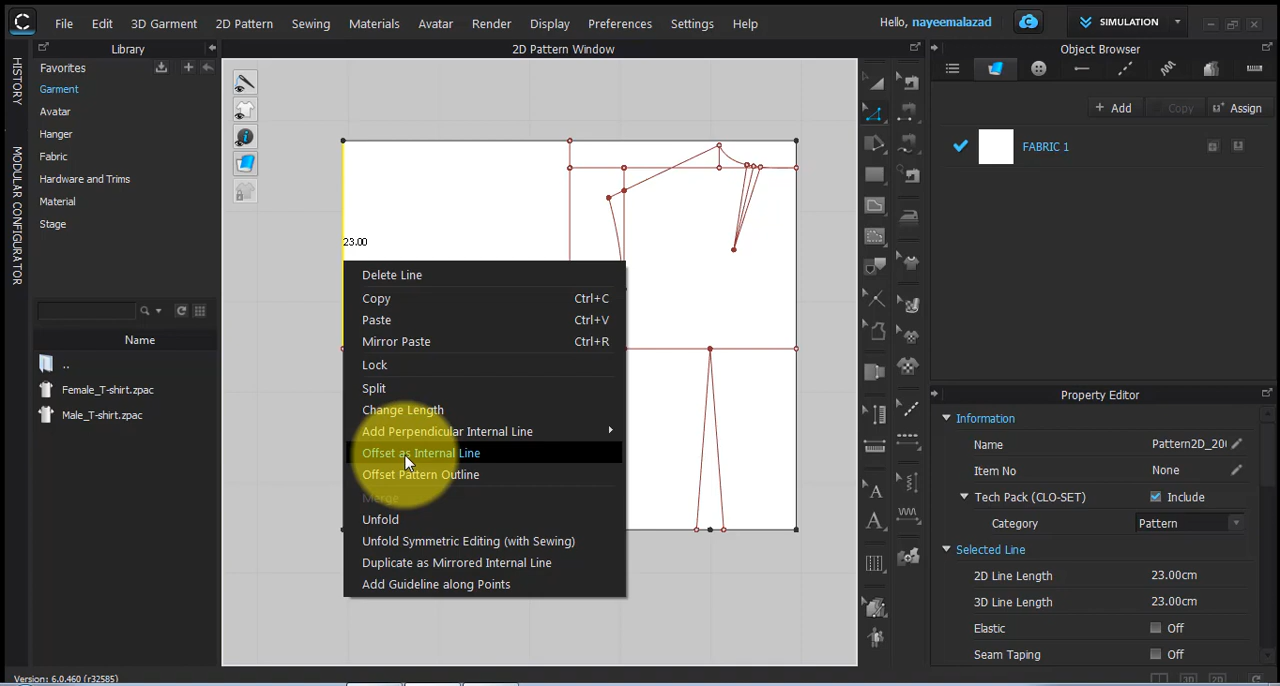 File Edit 3D Garment 2D Pattern Sewing Materials Avatar Render Display Preferences Settings Help Hello, nayeemalazad SIMULATION
HISTORY
MODULAR CONFIGURATOR
Library
Favorites
Garment
Avatar
Hanger
Fabric
Hardware and Trims
Woven
Stage
Name
..
Female_T-shirt.zpac
Male_T-shirt.zpac
2D Pattern Window
23.00
Delete Line
Copy Ctrl+C
Paste Ctrl+V
Mirror Paste Ctrl+R
Lock
Split
Change Length
Add Perpendicular Internal Line
Offset as Internal Line
Offset Pattern Outline
Merge
Unfold
Unfold Symmetric Editing (with Sewing)
Duplicate as Mirrored Internal Line
Add Guideline along Points
Object Browser
+ Add Copy Assign
FABRIC 1
Property Editor
Information
Name Pattern2D_20
Item No None
Tech Pack (CLO-SET) Include
Category Pattern
Selected Line
2D Line Length 23.00cm
3D Line Length 23.00cm
Elastic Off
Seam Taping Off
Version: 6.0.460 (r32585)
3D 2D